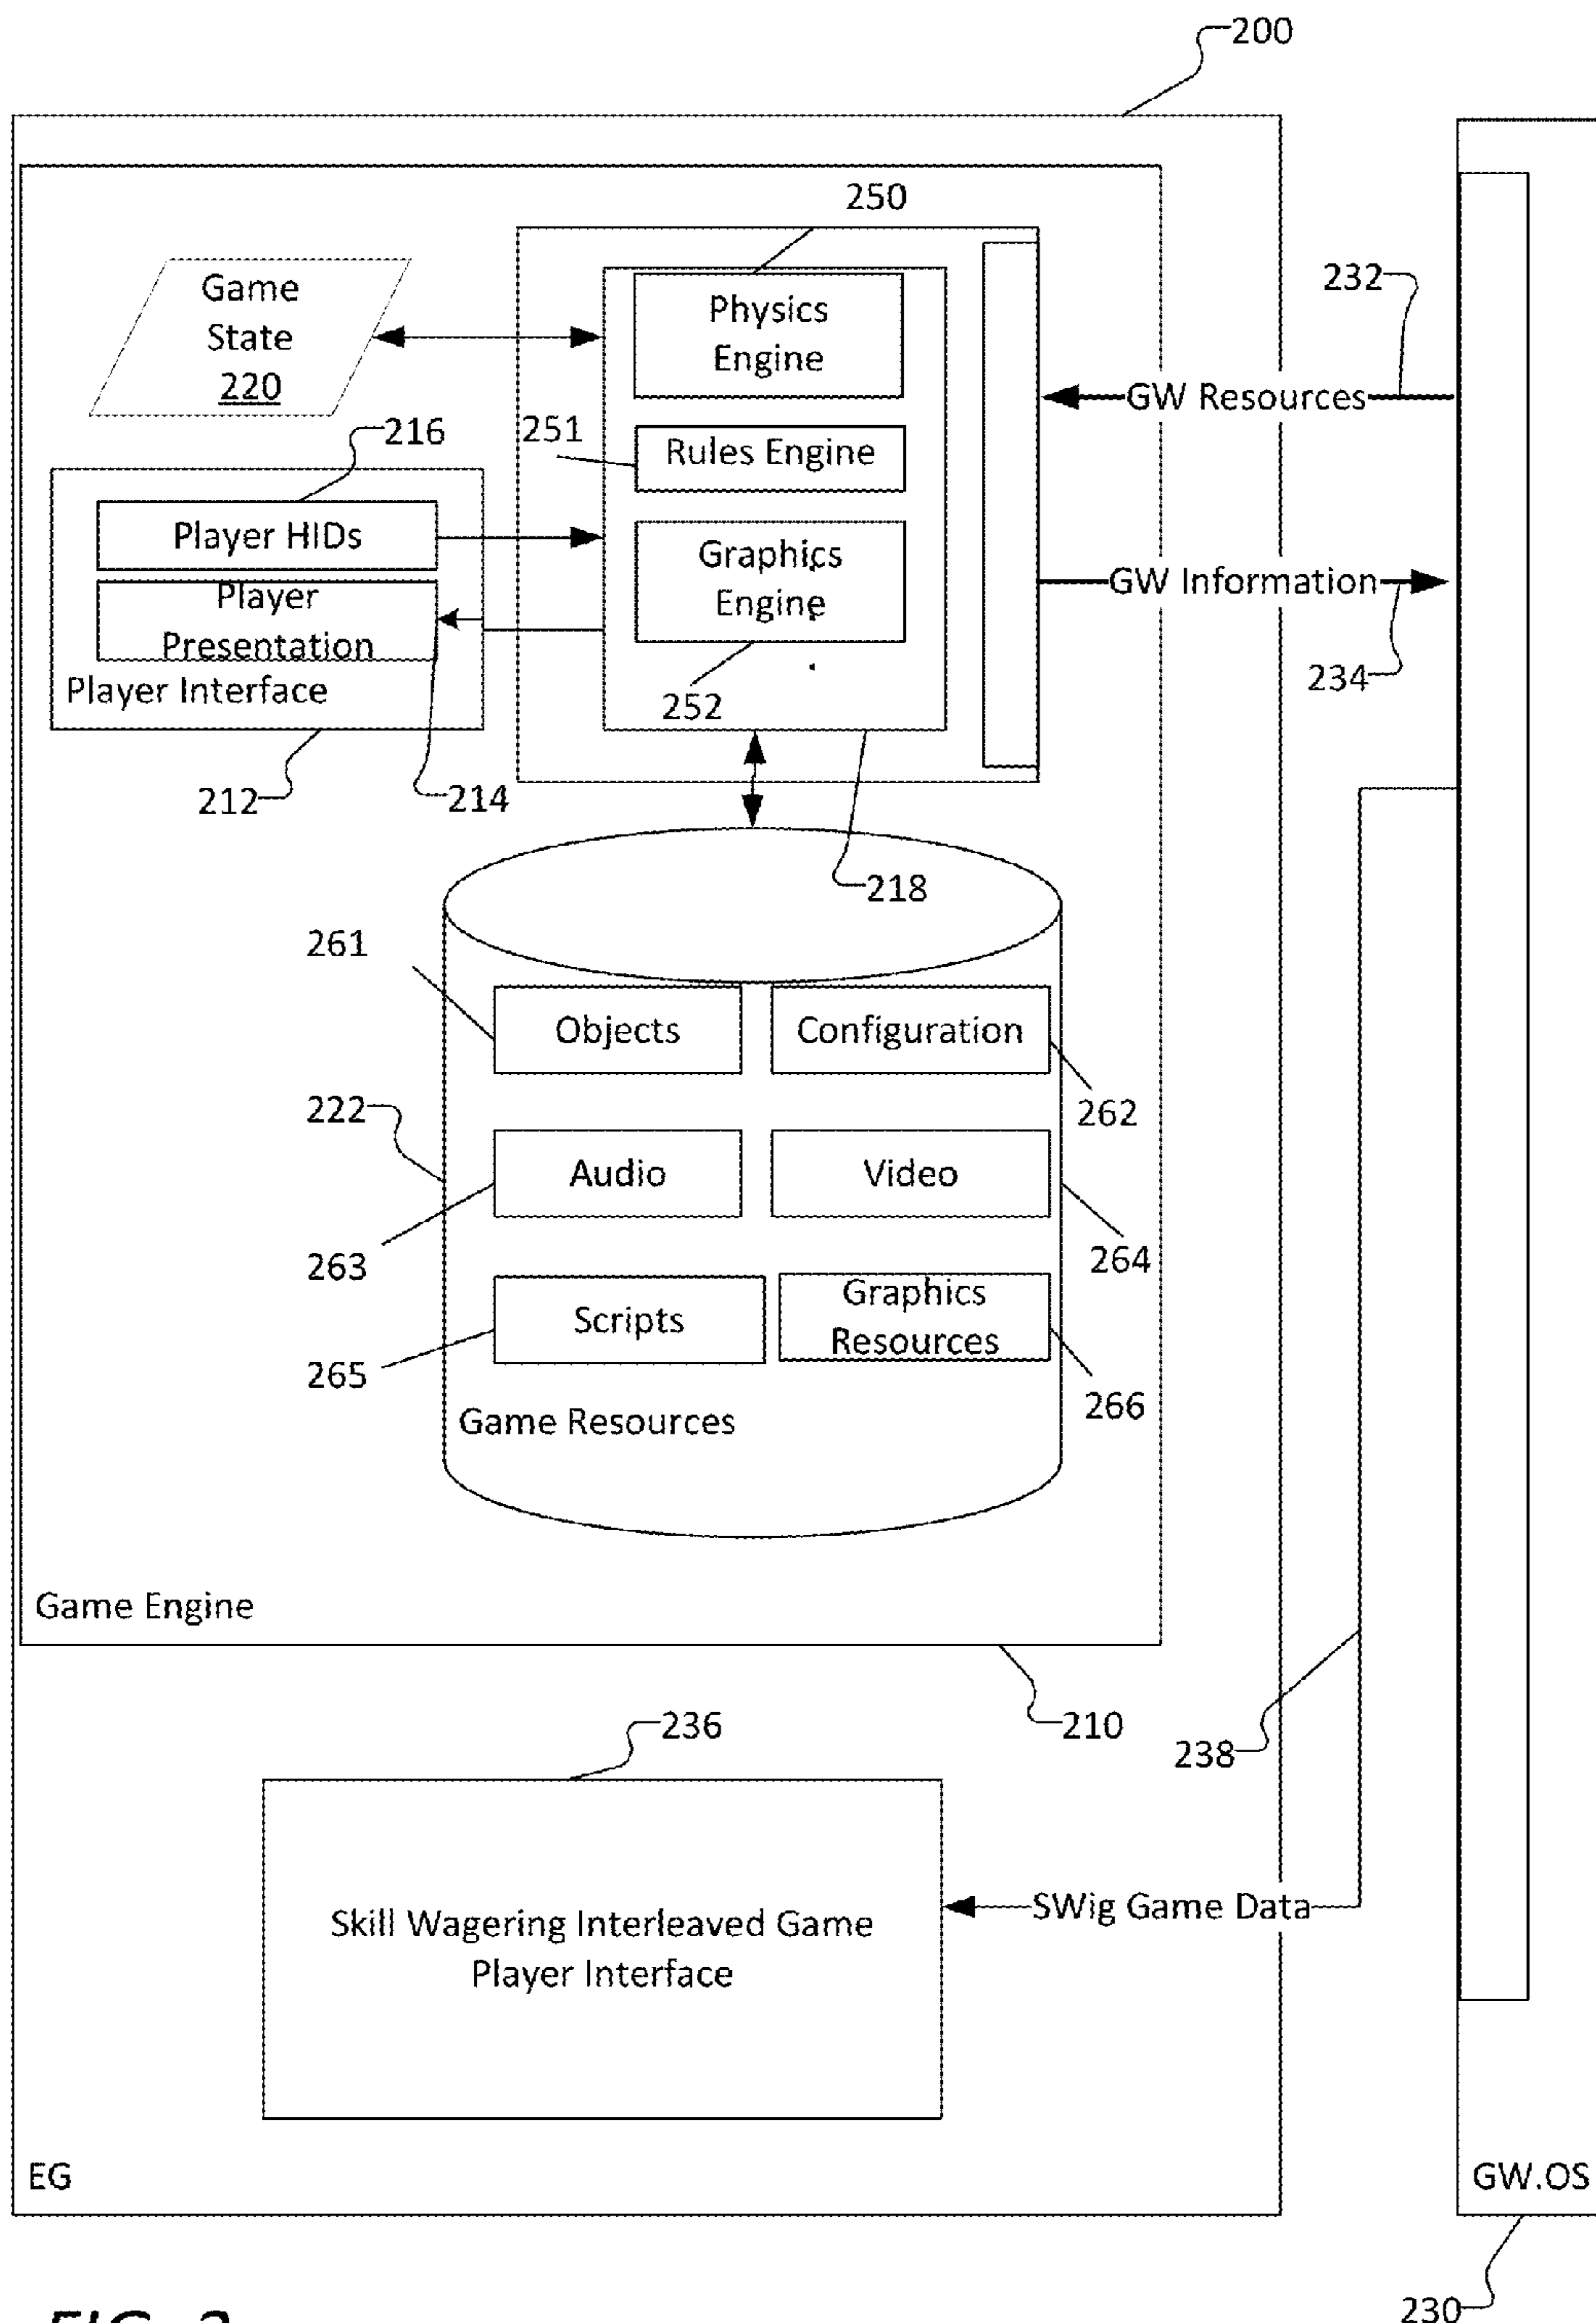 200
250
Game
State
220
Physics
Engine
232
GW Resources
216
251
Rules Engine
Player HIDs
Graphics
Engine
GW Information
Player
Presentation
Player Interface
234
252
212
214
218
261
Objects
Configuration
222
262
Audio
Video
263
264
Scripts
Graphics
Resources
265
266
Game Resources
Game Engine
210
236
238
SWig Game Data
Skill Wagering Interleaved Game
Player Interface
EG
GW.OS
230